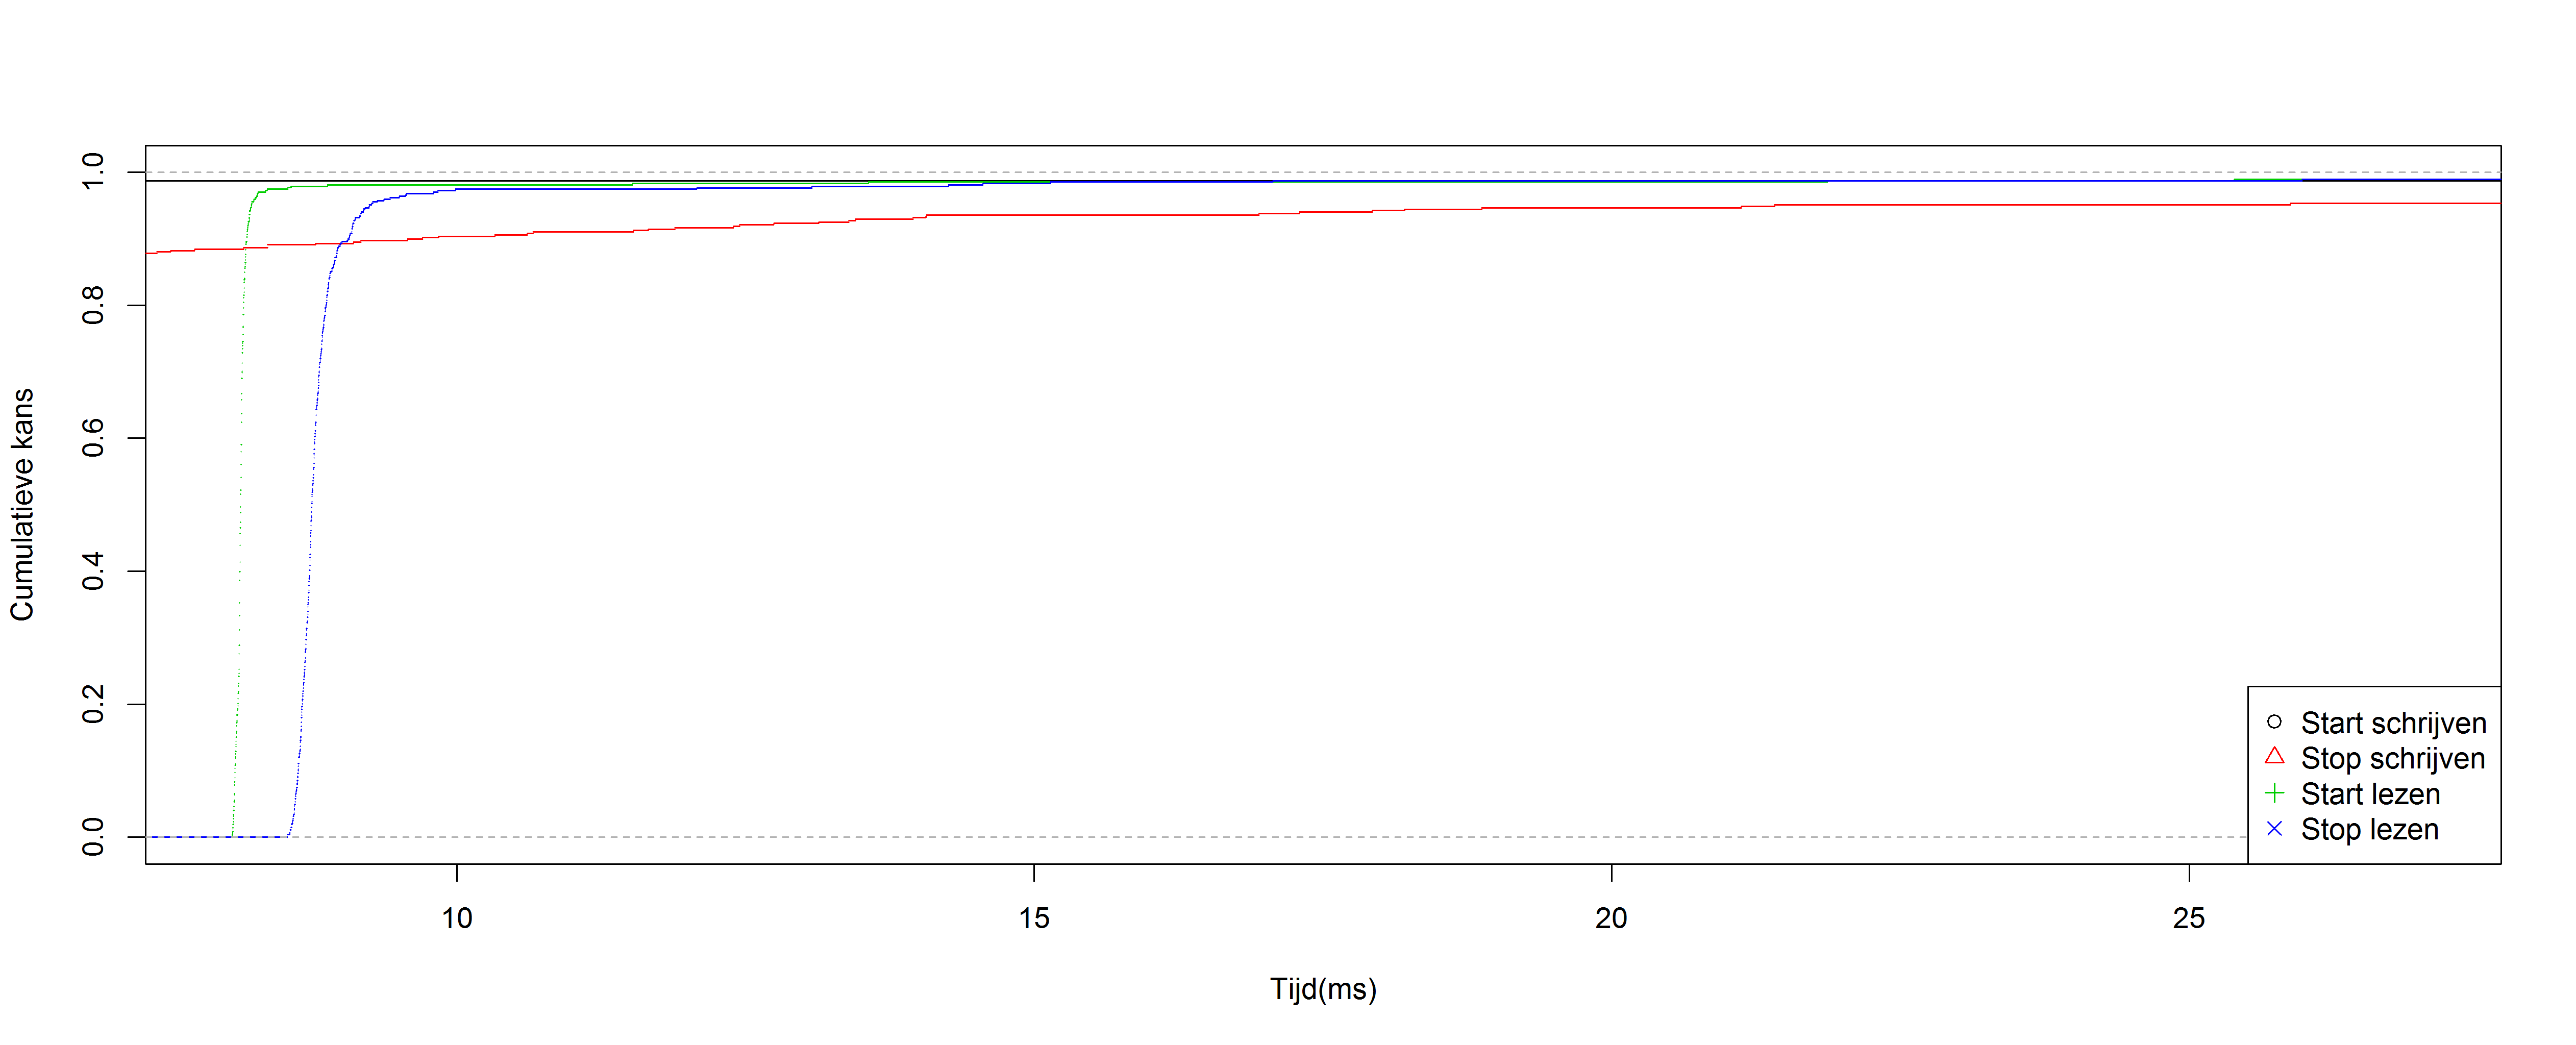 1.0
0.8
0.6
0.4
0.2
0.0
Cumulatieve kans
10
15
20
25
Tijd(ms)
Start schrijven
Stop schrijven
Start lezen
Stop lezen